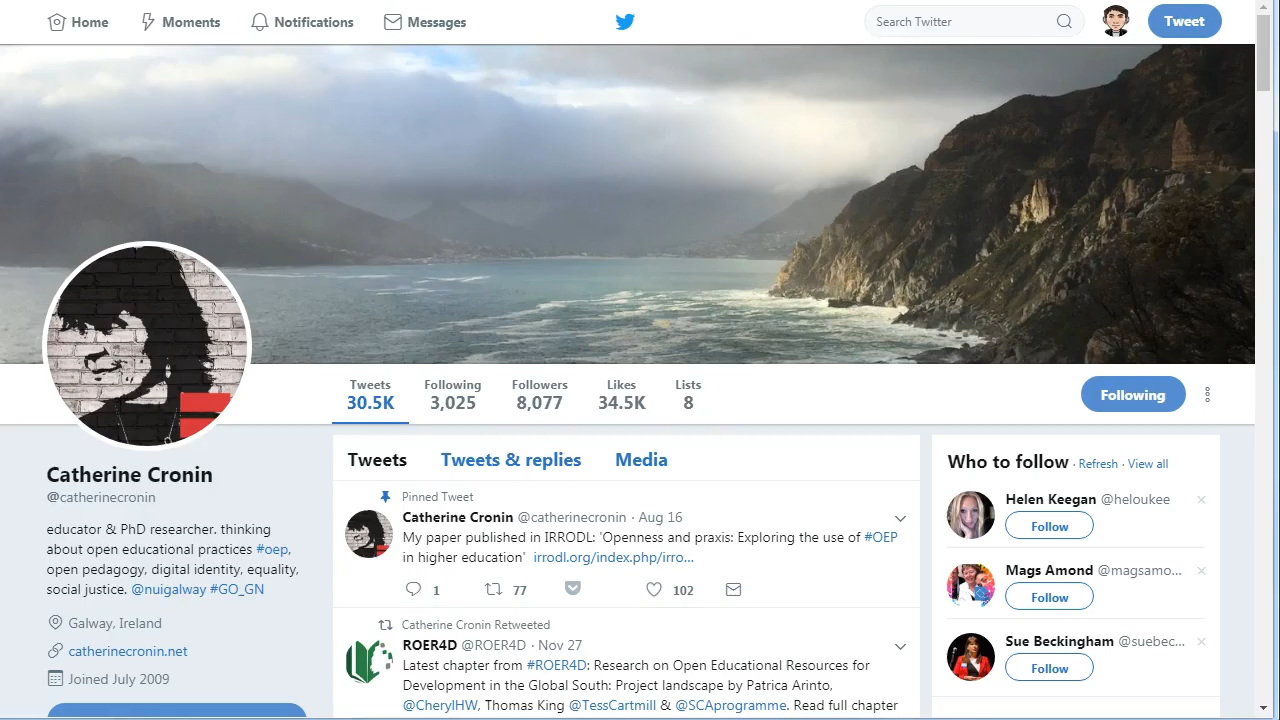 Home
Moments
Notifications
Messages
Search Twitter
Tweet
Tweets
30.5K
Following
3,025
Followers
8,077
Likes
34.5K
Lists
8
Following
Catherine Cronin
@catherinecronin
educator & PhD researcher. thinking
about open educational practices #oep,
open pedagogy, digital identity, equality,
social justice. @nuigalway #GO_GN
Galway, Ireland
catherinecronin.net
Joined July 2009
Tweets
Tweets & replies
Media
Pinned Tweet
Catherine Cronin @catherinecronin · Aug 16
My paper published in IRRODL: 'Openness and praxis: Exploring the use of #OEP
in higher education' irrodl.org/index.php/irro...
1
77
102
Catherine Cronin Retweeted
ROER4D @ROER4D · Nov 27
Latest chapter from #ROER4D: Research on Open Educational Resources for
Development in the Global South: Project landscape by Patrica Arinto,
@CherylHW, Thomas King @TessCartmill & @SCAprogramme. Read full chapter
Who to follow · Refresh · View all
Helen Keegan @heloukee
Follow
Mags Amond @magsamo...
Follow
Sue Beckingham @suebec...
Follow